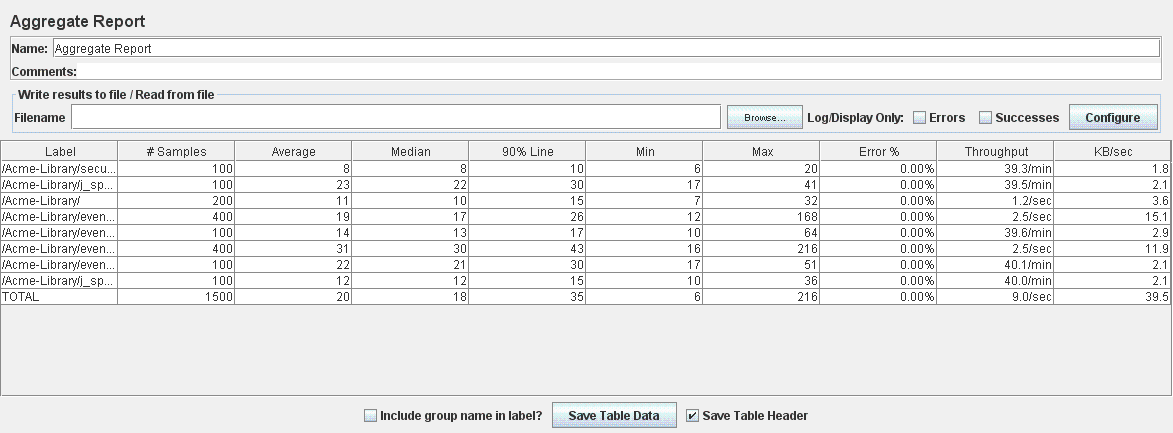 Aggregate Report
Name: Aggregate Report
Comments:
Write results to file / Read from file
Filename Browse... Log/Display Only: Errors Successes Configure
Label # Samples Average Median 90% Line Min Max Error % Throughput KB/sec
/Acme-Library/secu... 100 8 8 10 6 20 0.00% 39.3/min 1.8
/Acme-Library/j_sp... 100 23 22 30 17 41 0.00% 39.5/min 2.1
/Acme-Library/ 200 11 10 15 7 32 0.00% 1.2/sec 3.6
/Acme-Library/even... 400 19 17 26 12 168 0.00% 2.5/sec 15.1
/Acme-Library/even... 100 14 13 17 10 64 0.00% 39.6/min 2.9
/Acme-Library/even... 400 31 30 43 16 216 0.00% 2.5/sec 11.9
/Acme-Library/even... 100 22 21 30 17 51 0.00% 40.1/min 2.1
/Acme-Library/j_sp... 100 12 12 15 10 36 0.00% 40.0/min 2.1
TOTAL 1500 20 18 35 6 216 0.00% 9.0/sec 39.5
Include group name in label? Save Table Data Save Table Header